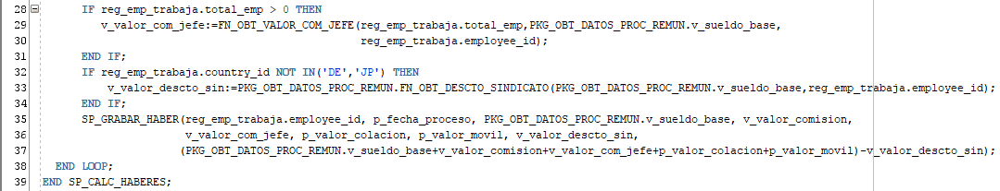 28 IF reg_emp_trabaja.total_emp > 0 THEN
29 v_valor_com_jefe:=FN_OBT_VALOR_COM_JEFE(reg_emp_trabaja.total_emp,PKG_OBT_DATOS_PROC_REMUN.v_sueldo_base,
30 reg_emp_trabaja.employee_id);
31 END IF;
32 IF reg_emp_trabaja.country_id NOT IN('DE','JP') THEN
33 v_valor_descto_sin:=PKG_OBT_DATOS_PROC_REMUN.FN_OBT_DESCTO_SINDICATO(PKG_OBT_DATOS_PROC_REMUN.v_sueldo_base,reg_emp_trabaja.employee_id);
34 END IF;
35 SP_GRABAR_HABER(reg_emp_trabaja.employee_id, p_fecha_proceso, PKG_OBT_DATOS_PROC_REMUN.v_sueldo_base, v_valor_comision,
36 v_valor_com_jefe, p_valor_colacion, p_valor_movil, v_valor_descto_sin,
37 (PKG_OBT_DATOS_PROC_REMUN.v_sueldo_base+v_valor_comision+v_valor_com_jefe+p_valor_colacion+p_valor_movil)-v_valor_descto_sin);
38 END LOOP;
39 END SP_CALC_HABERES;